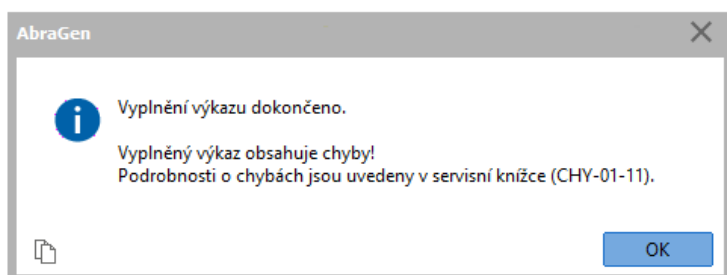 AbraGen
Vyplnění výkazu dokončeno.
Vyplněný výkaz obsahuje chyby!
Podrobnosti o chybách jsou uvedeny v servisní knížce (CHY-01-11).
OK